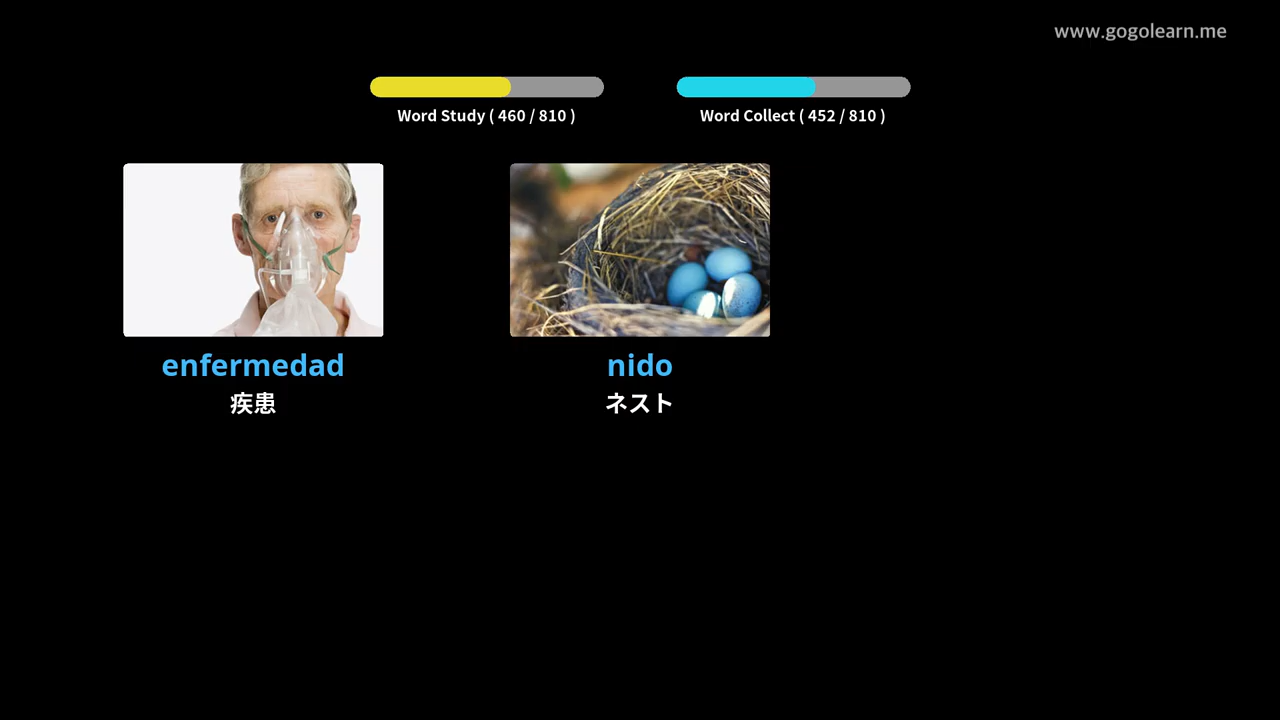 www.gogolearn.me
Word Study ( 460 / 810 )
Word Collect ( 452 / 810 )
enfermedad
疾患
nido
ネスト